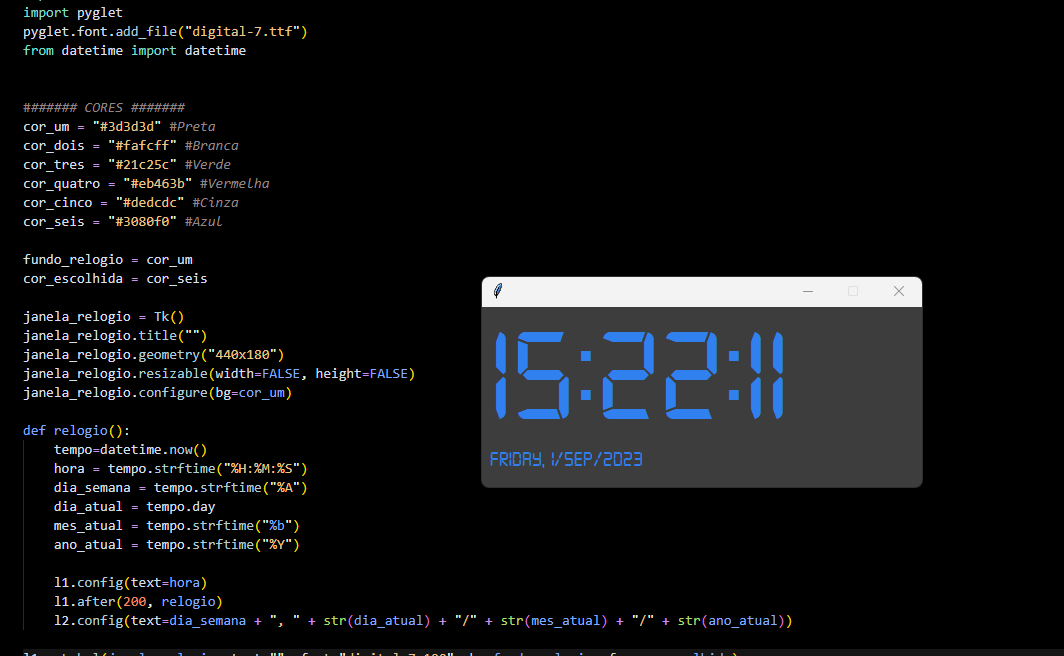 import pyglet
pyglet.font.add_file("digital-7.ttf")
from datetime import datetime
####### CORES #######
cor_um = "#3d3d3d" #Preta
cor_dois = "#fafcff" #Branca
cor_tres = "#21c25c" #Verde
cor_quatro = "#eb463b" #Vermelha
cor_cinco = "#dedcdc" #Cinza
cor_seis = "#3080f0" #Azul
fundo_relogio = cor_um
cor_escolhida = cor_seis
janela_relogio = Tk()
janela_relogio.title("")
janela_relogio.geometry("440x180")
janela_relogio.resizable(width=FALSE, height=FALSE)
janela_relogio.configure(bg=cor_um)
def relogio():
tempo=datetime.now()
hora = tempo.strftime("%H:%M:%S")
dia_semana = tempo.strftime("%A")
dia_atual = tempo.day
mes_atual = tempo.strftime("%b")
ano_atual = tempo.strftime("%Y")
l1.config(text=hora)
l1.after(200, relogio)
l2.config(text=dia_semana + ", " + str(dia_atual) + "/" + str(mes_atual) + "/" + str(ano_atual))
15:22:11
FRIDAY, 1/SEP/2023